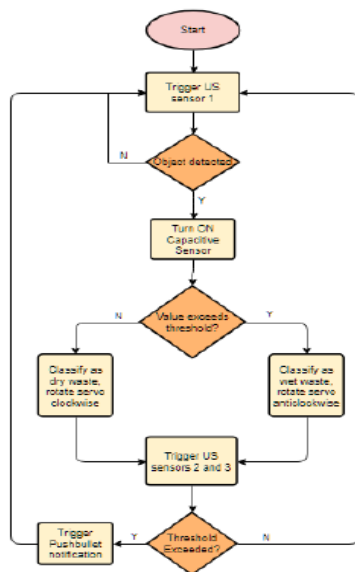 Start
Trigger US
sensor 1
Object detected
N
Y
Turn ON
Capacitive
Sensor
Value exceeds
threshold?
N
Y
Classify as
dry waste,
rotate servo
clockwise
Classify as
wet waste,
rotate servo
anticlockwise
Trigger US
sensors 2 and 3
Trigger
Pushbullet
notification
Y
Threshold
Exceeded?
N